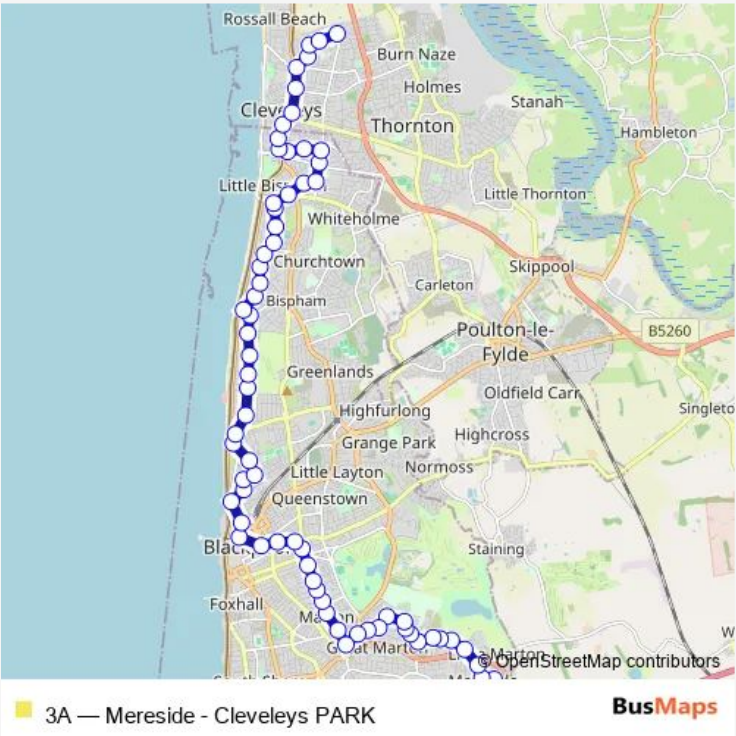 Rossall Beach
Burn Naze
Holmes
Stanah
Cleveleys
Thornton
Hambleton
Little Bispham
Little Thornton
Whiteholme
Churchtown
Skippool
Carleton
Bispham
Poulton-le-
Fylde
B5260
Greenlands
Oldfield Carr
Highfurlong
Singleto
Grange Park
Highcross
Little Layton
Normoss
Queenstown
Blackpool
Staining
Foxhall
Marton
W
Great Marton
© OpenStreetMap contributors
3A — Mereside - Cleveleys PARK
BusMaps